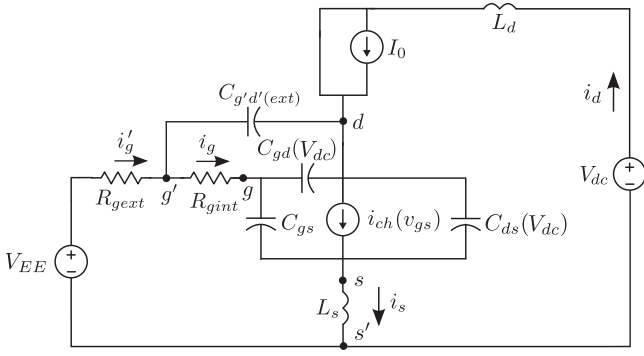 L_d
I_0
C_{g'd'(ext)}
i_d
d
i'_g
i_g
C_{gd}(V_{dc})
V_{dc}
g'
g
R_{gext}
R_{gint}
C_{gs}
i_{ch}(v_{gs})
C_{ds}(V_{dc})
V_{EE}
s
L_s
i_s
s'